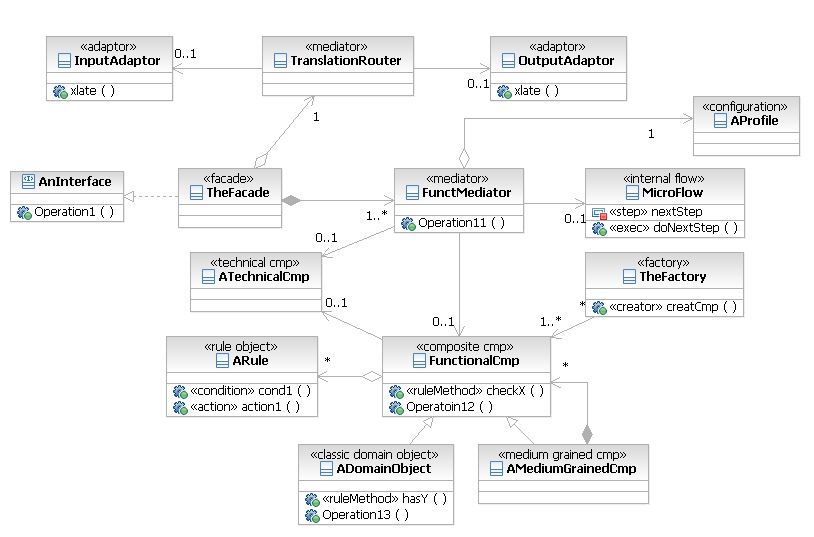 «adaptor»
InputAdaptor
xlate ( )
0..1
«mediator»
TranslationRouter
«adaptor»
OutputAdaptor
xlate ( )
0..1
1
«configuration»
AProfile
1
AnInterface
Operation1 ( )
«facade»
TheFacade
1..*
«mediator»
FunctMediator
Operation11 ( )
«internal flow»
MicroFlow
«step» nextStep
«exec» doNextStep ( )
0..1
0..1
«technical cmp»
ATechnicalCmp
0..1
«factory»
TheFactory
«creator» creatCmp ( )
*
1..*
0..1
«rule object»
ARule
«condition» cond1 ( )
«action» action1 ( )
*
«composite cmp»
FunctionalCmp
«ruleMethod» checkX ( )
Operatoin12 ( )
*
«classic domain object»
ADomainObject
«ruleMethod» hasY ( )
Operation13 ( )
«medium grained cmp»
AMediumGrainedCmp